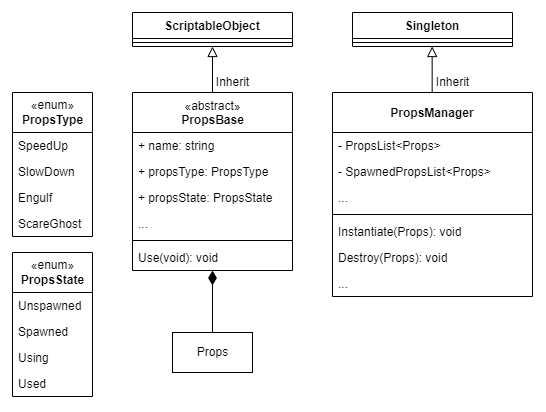 ScriptableObject
Singleton
Inherit
Inherit
«enum»
PropsType
SpeedUp
SlowDown
Engulf
ScareGhost
«abstract»
PropsBase
+ name: string
+ propsType: PropsType
+ propsState: PropsState
...
Use(void): void
PropsManager
- PropsList<Props>
- SpawnedPropsList<Props>
...
Instantiate(Props): void
Destroy(Props): void
...
«enum»
PropsState
Unspawned
Spawned
Using
Used
Props